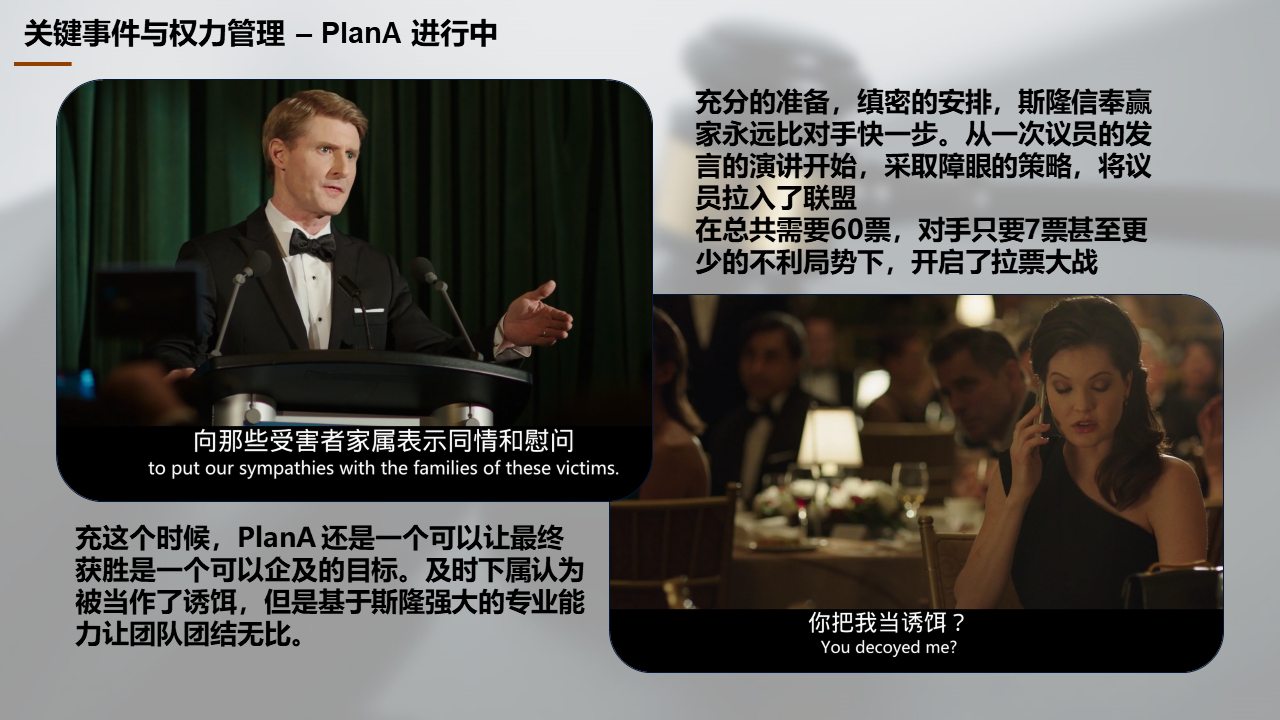 关键事件与权力管理 – PlanA 进行中
充分的准备，缜密的安排，斯隆信奉赢
家永远比对手快一步。从一次议员的发
言的演讲开始，采取障眼的策略，将议
员拉入了联盟
在总共需要60票，对手只要7票甚至更
少的不利局势下，开启了拉票大战
向那些受害者家属表示同情和慰问
to put our sympathies with the families of these victims.
充这个时候，PlanA 还是一个可以让最终
获胜是一个可以企及的目标。及时下属认为
被当作了诱饵，但是基于斯隆强大的专业能
力让团队团结无比。
你把我当诱饵？
You decoyed me?